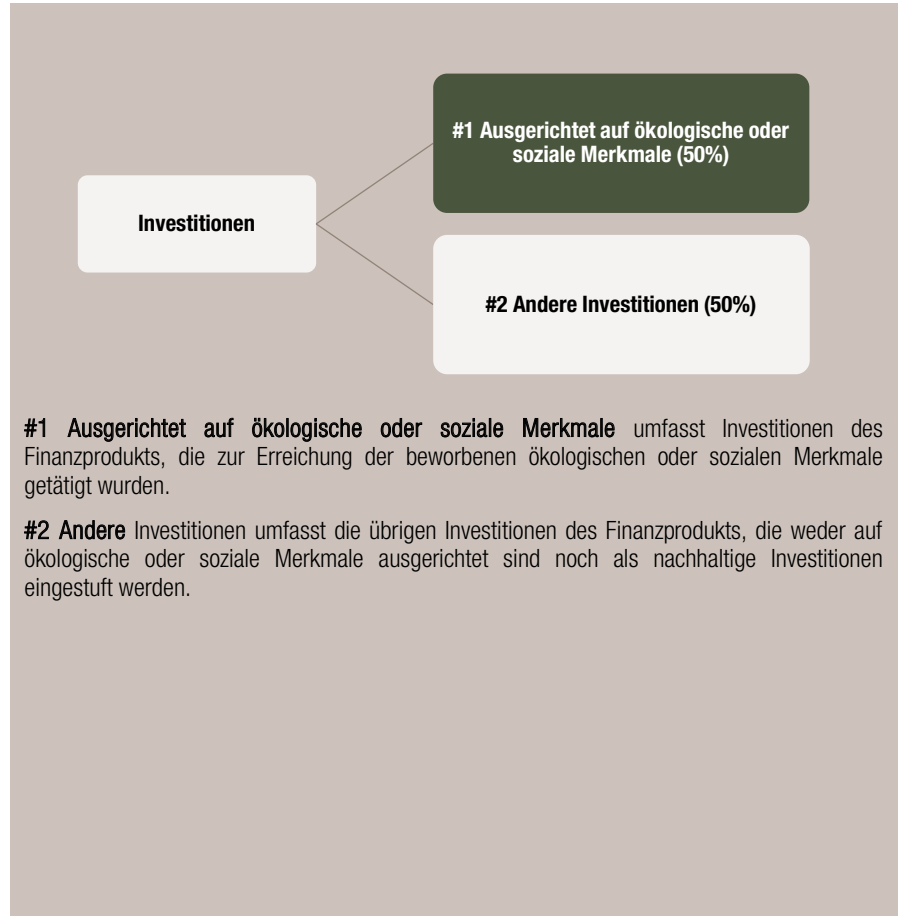 #1 Ausgerichtet auf ökologische oder
soziale Merkmale (50%)
Investitionen
#2 Andere Investitionen (50%)
#1 Ausgerichtet auf ökologische oder soziale Merkmale umfasst Investitionen des
Finanzprodukts, die zur Erreichung der beworbenen ökologischen oder sozialen Merkmale
getätigt wurden.
#2 Andere Investitionen umfasst die übrigen Investitionen des Finanzprodukts, die weder auf
ökologische oder soziale Merkmale ausgerichtet sind noch als nachhaltige Investitionen
eingestuft werden.